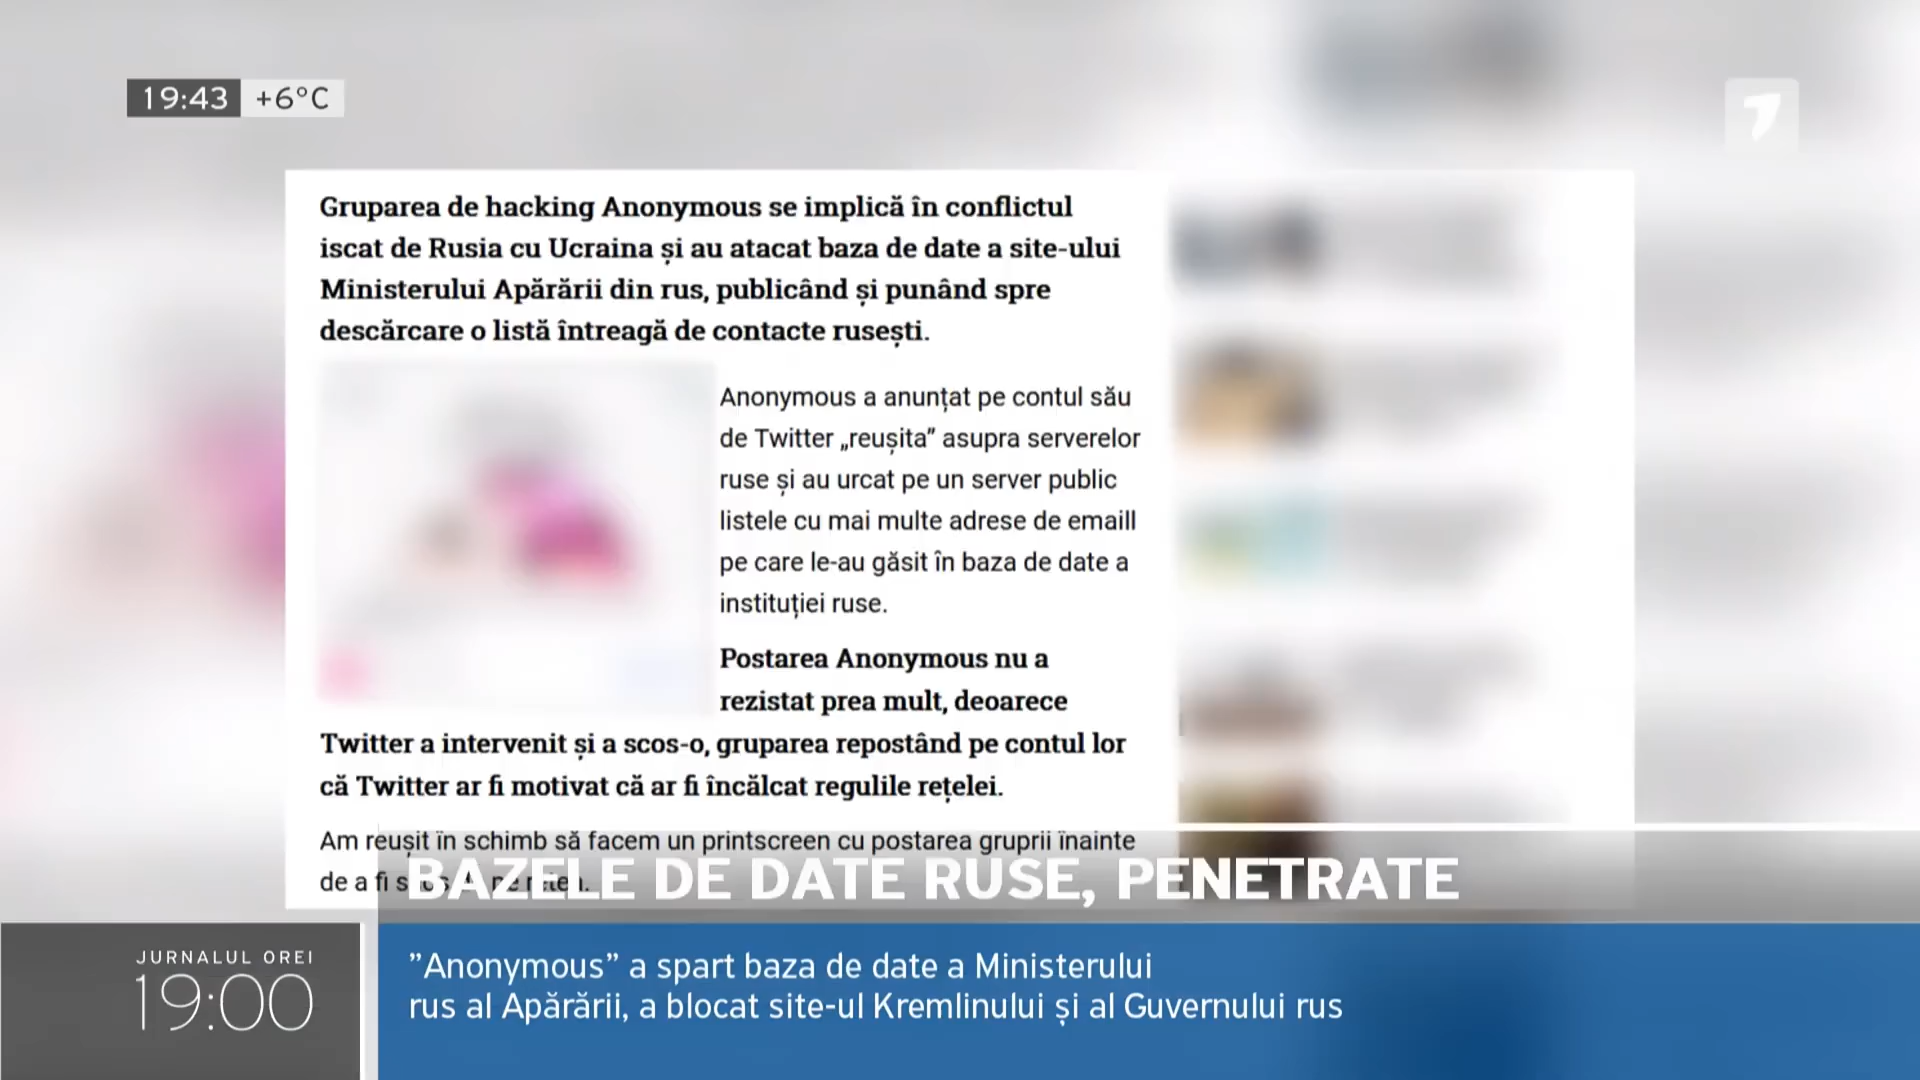 19:43 +6°C
Gruparea de hacking Anonymous se implică în conflictul
iscat de Rusia cu Ucraina și au atacat baza de date a site-ului
Ministerului Apărării din rus, publicând și punând spre
descărcare o listă întreagă de contacte rusești.
Anonymous a anunțat pe contul său
de Twitter „reușita” asupra serverelor
ruse și au urcat pe un server public
listele cu mai multe adrese de emaill
pe care le-au găsit în baza de date a
instituției ruse.
Postarea Anonymous nu a
rezistat prea mult, deoarece
Twitter a intervenit și a scos-o, gruparea repostând pe contul lor
că Twitter ar fi motivat că ar fi încălcat regulile rețelei.
Am reușit în schimb să facem un printscreen cu postarea gruprii înainte
de a fi
BAZELE DE DATE RUSE, PENETRATE
JURNALUL OREI
19:00
”Anonymous” a spart baza de date a Ministerului
rus al Apărării, a blocat site-ul Kremlinului și al Guvernului rus